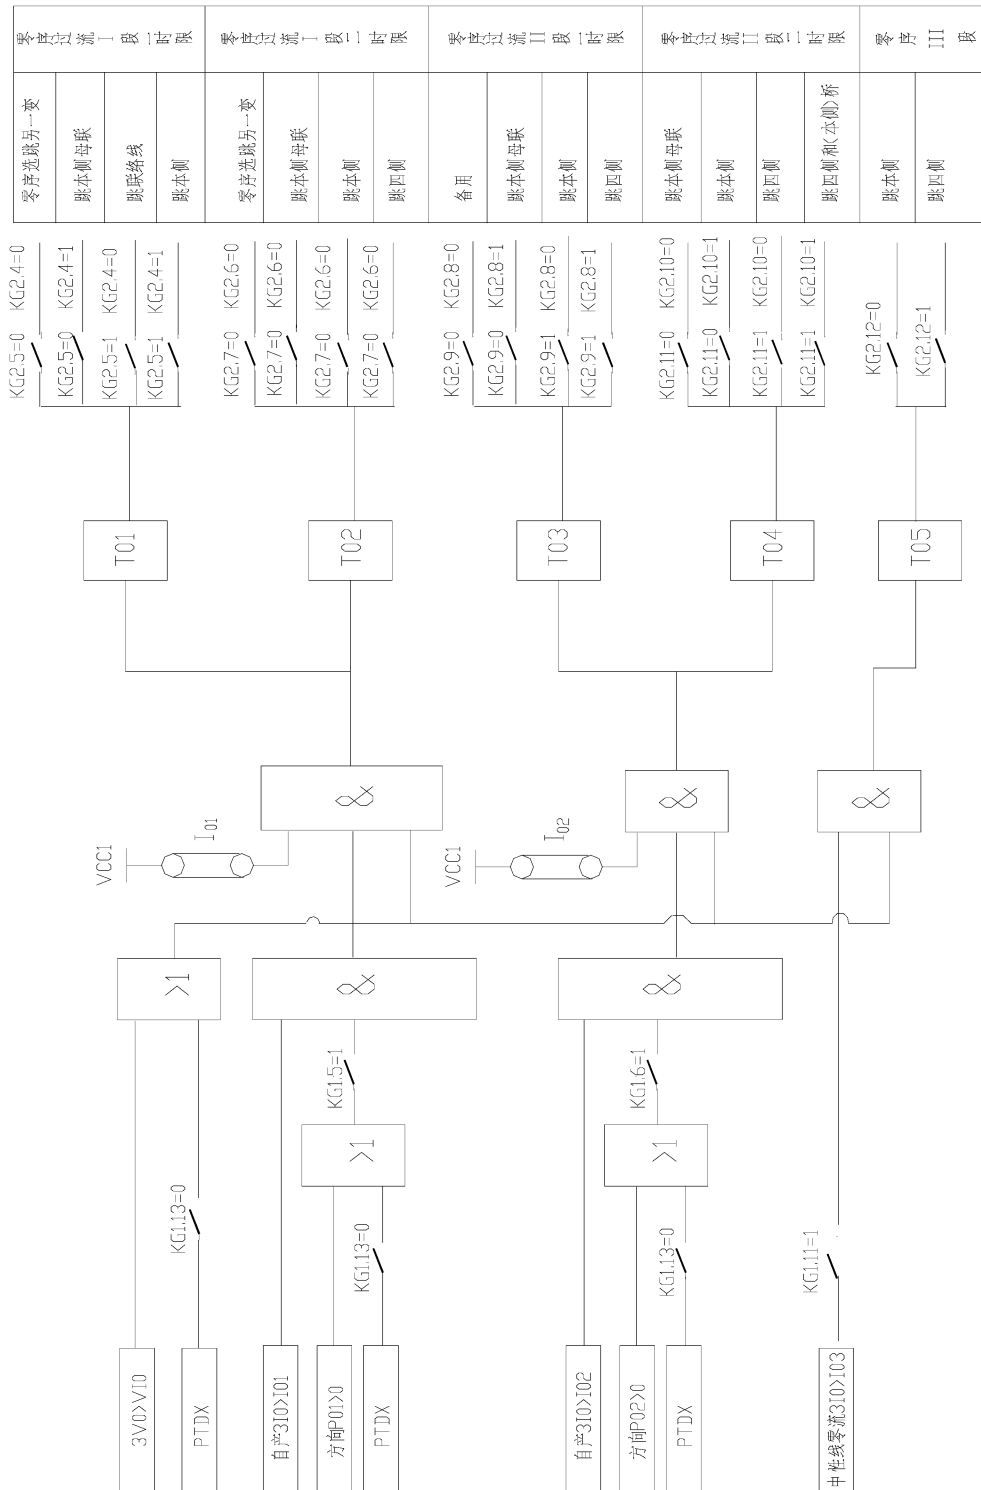 零序过流I段一时限
零序过流I段二时限
零序过流II段一时限
零序过流II段二时限
零序III段
零序选跳另一变
跳本侧母联
跳联络线
跳本侧
零序选跳另一变
跳本侧母联
跳本侧
跳四侧
备用
跳本侧母联
跳本侧
跳四侧
跳本侧母联
跳本侧
跳四侧
跳四侧和(本侧)桥
跳本侧
跳四侧
KG2.5=0 KG2.4=0
KG2.5=0 KG2.4=1
KG2.5=1 KG2.4=0
KG2.5=1 KG2.4=1
KG2.7=0 KG2.6=0
KG2.7=0 KG2.6=0
KG2.7=0 KG2.6=0
KG2.7=0 KG2.6=0
KG2.9=0 KG2.8=0
KG2.9=0 KG2.8=1
KG2.9=1 KG2.8=0
KG2.9=1 KG2.8=1
KG2.11=0 KG2.10=0
KG2.11=0 KG2.10=1
KG2.11=1 KG2.10=0
KG2.11=1 KG2.10=1
KG2.12=0
KG2.12=1
T01
T02
T03
T04
T05
&
&
&
VCC1
I01
VCC1
I02
>1
&
&
KG1.5=1
KG1.6=1
>1
>1
KG1.13=0
KG1.13=0
KG1.13=0
KG1.11=1
3V0>VI0
PTDX
自产3I0>I01
方向P01>0
PTDX
自产3I0>I02
方向P02>0
PTDX
中性线零流3I0>I03